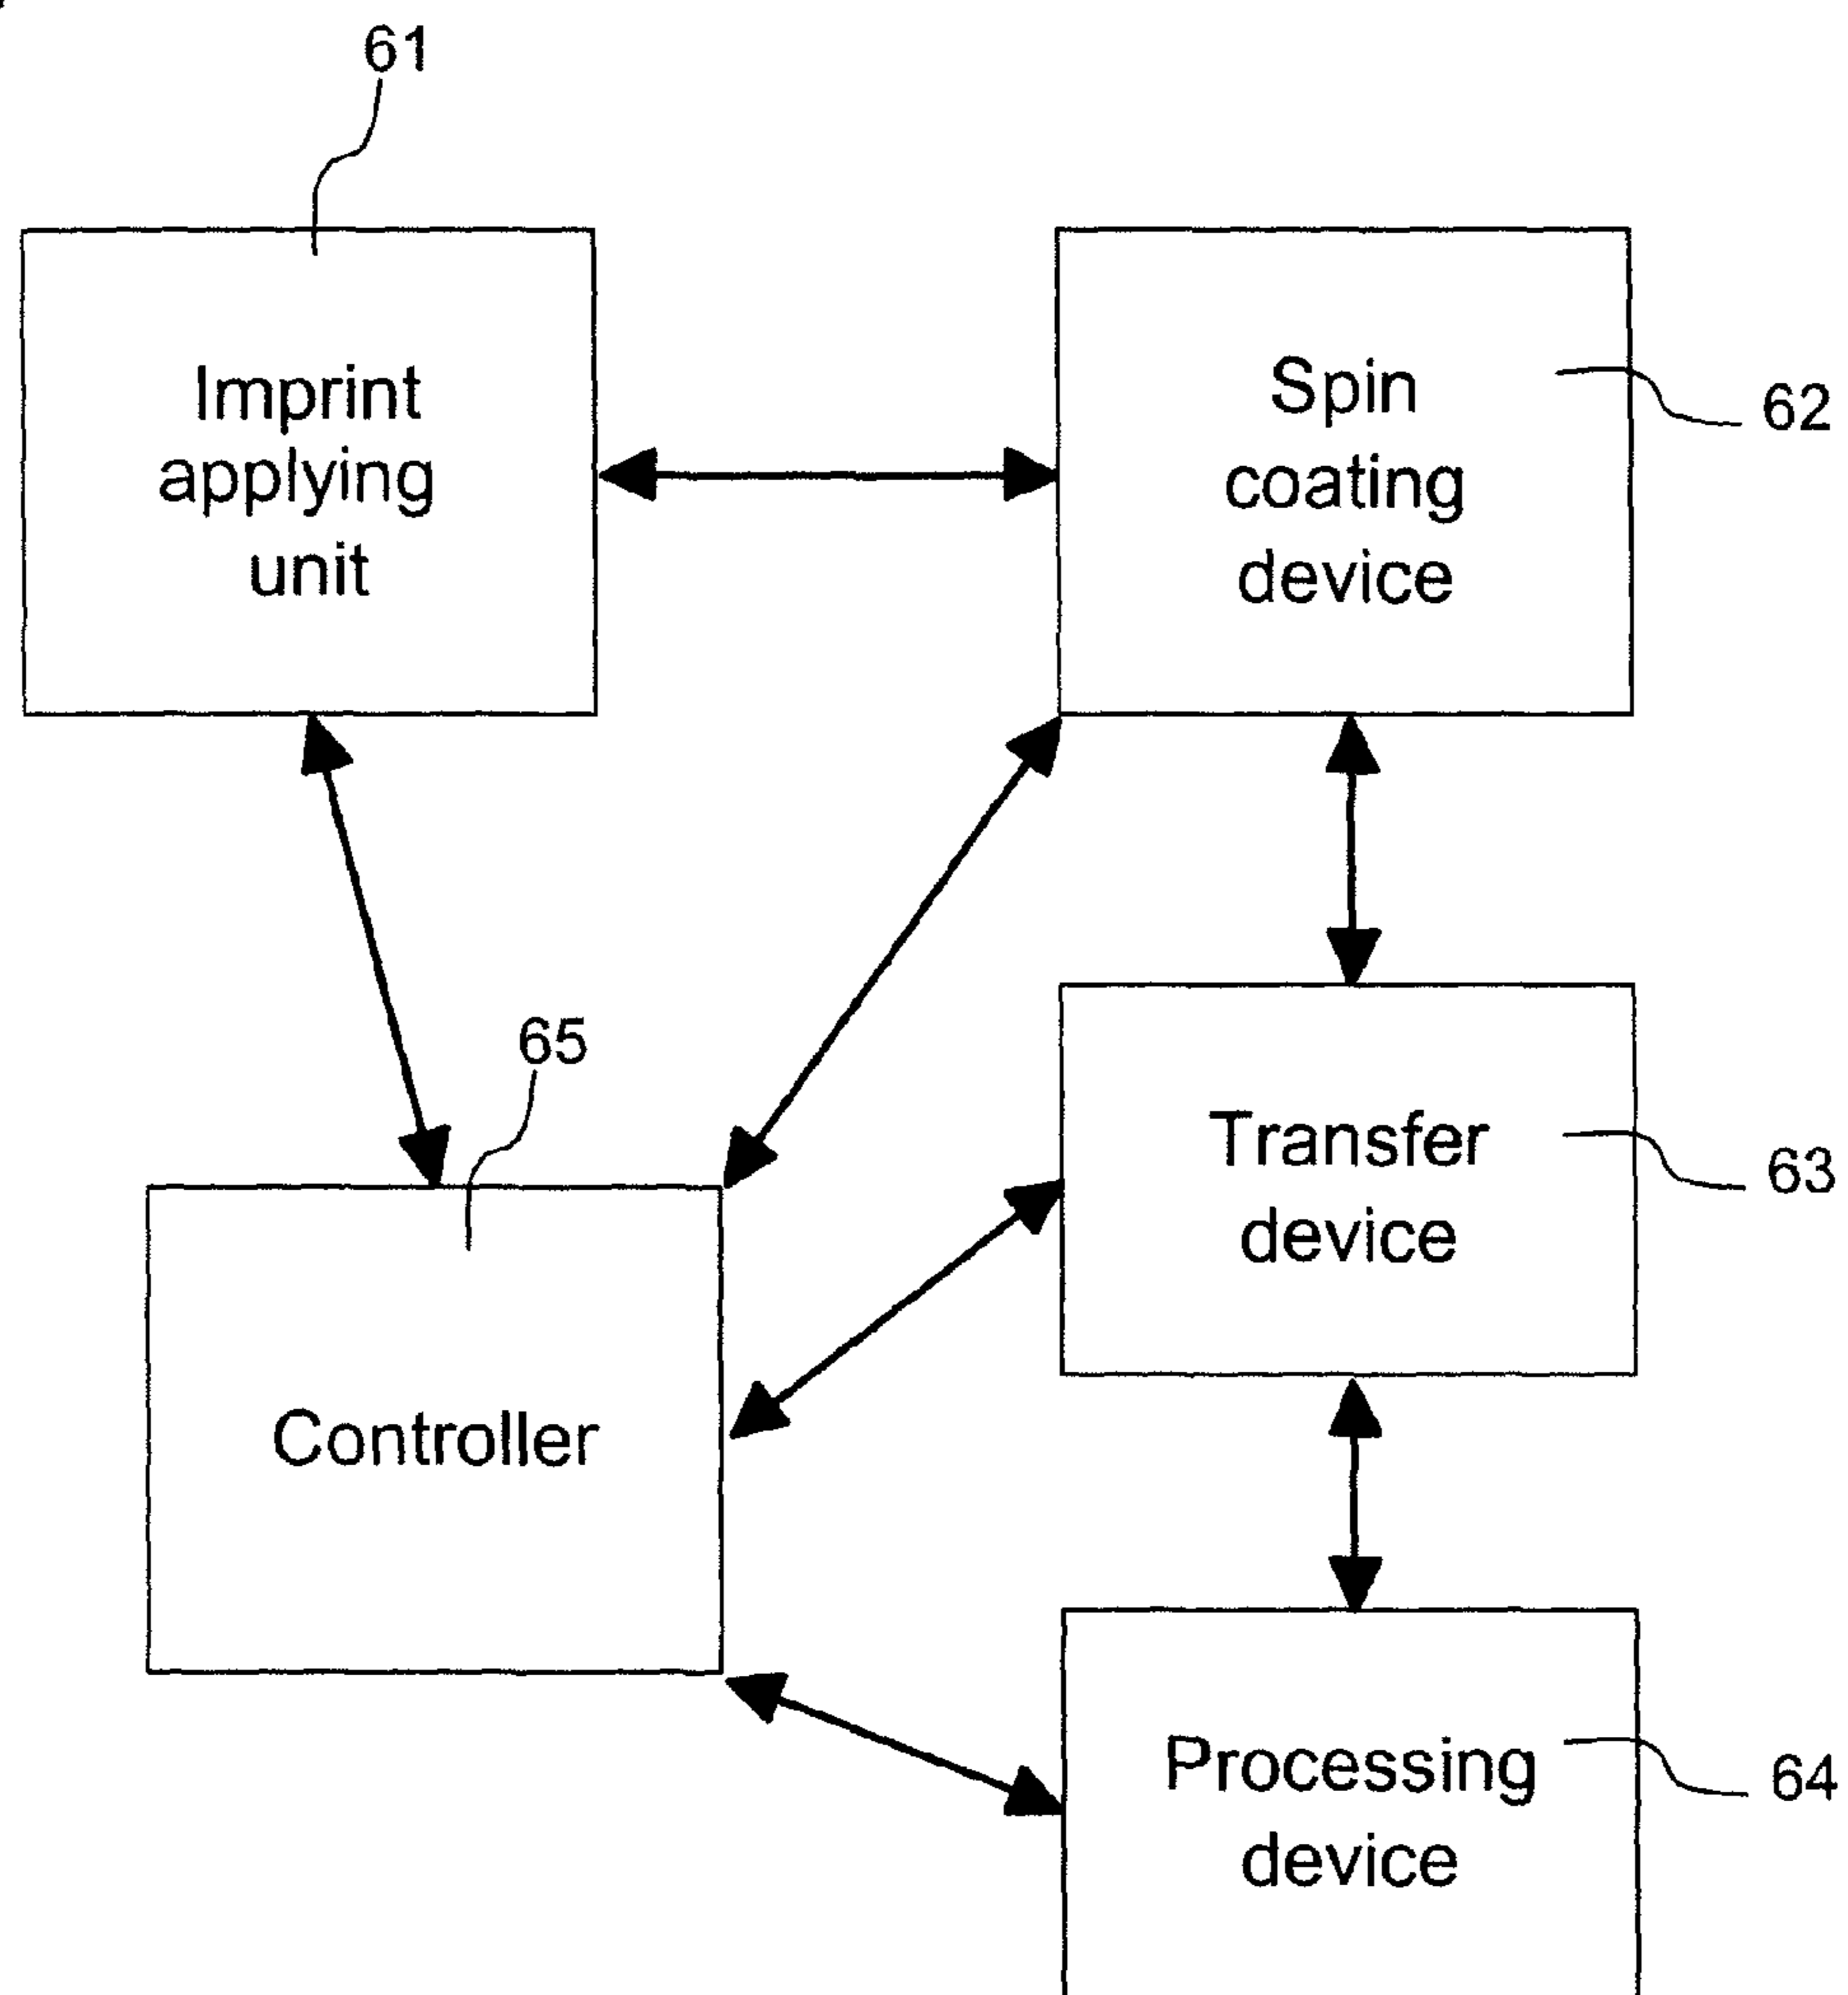 61
Imprint
applying
unit
Spin
coating
device
62
65
Transfer
device
63
Controller
Processing
device
64